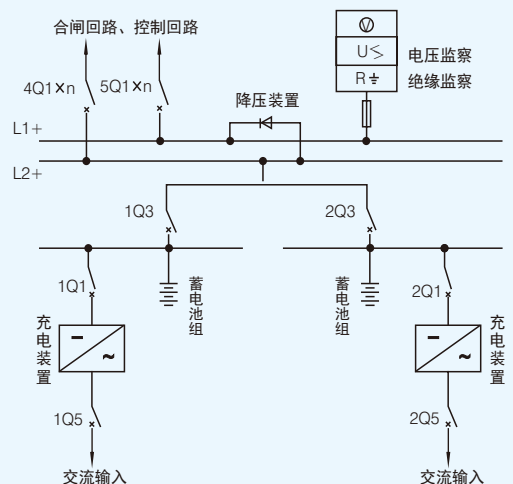 合闸回路、控制回路
4Q1×n
5Q1×n
降压装置
V
U≤
R
电压监察
绝缘监察
L1+
L2+
1Q3
2Q3
1Q1
蓄电池组
蓄电池组
2Q1
充电装置
充电装置
1Q5
2Q5
交流输入
交流输入